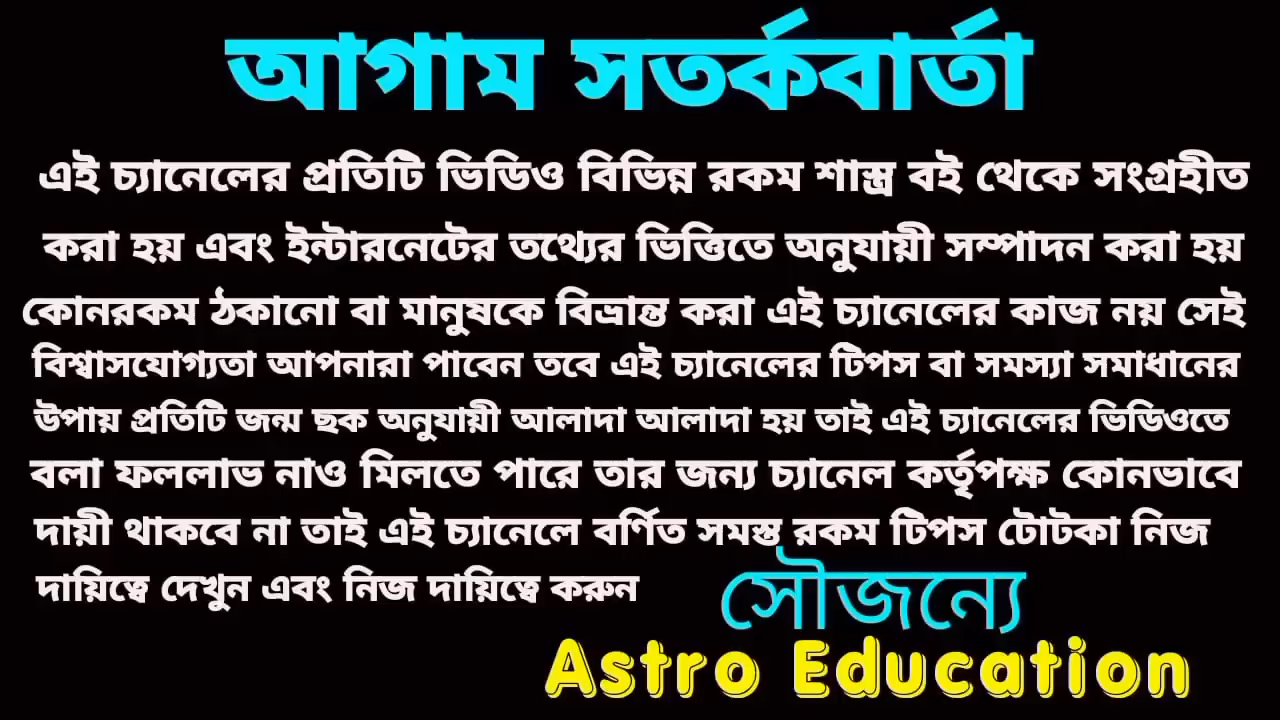 আগাম সতর্কবার্তা
এই চ্যানেলের প্রতিটি ভিডিও বিভিন্ন রকম শাস্ত্র বই থেকে সংগ্রহীত
করা হয় এবং ইন্টারনেটের তথ্যের ভিত্তিতে অনুযায়ী সম্পাদন করা হয়
কোনরকম ঠকানো বা মানুষকে বিভ্রান্ত করা এই চ্যানেলের কাজ নয় সেই
বিশ্বাসযোগ্যতা আপনারা পাবেন তবে এই চ্যানেলের টিপস বা সমস্যা সমাধানের
উপায় প্রতিটি জন্ম ছক অনুযায়ী আলাদা আলাদা হয় তাই এই চ্যানেলের ভিডিওতে
বলা ফললাভ নাও মিলতে পারে তার জন্য চ্যানেল কর্তৃপক্ষ কোনভাবে
দায়ী থাকবে না তাই এই চ্যানেলে বর্ণিত সমস্ত রকম টিপস টোটকা নিজ
দায়িত্বে দেখুন এবং নিজ দায়িত্বে করুন
সৌজন্যে
Astro Education